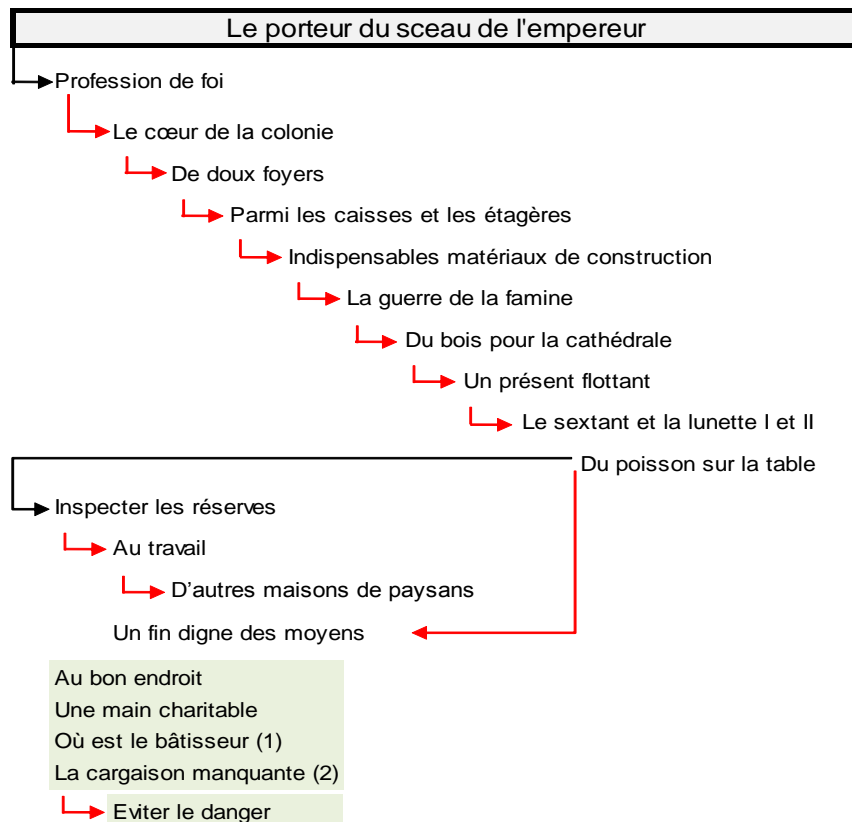 Le porteur du sceau de l'empereur
Profession de foi
Le cœur de la colonie
De doux foyers
Parmi les caisses et les étagères
Indispensables matériaux de construction
La guerre de la famine
Du bois pour la cathédrale
Un présent flottant
Le sextant et la lunette I et II
Du poisson sur la table
Inspecter les réserves
Au travail
D'autres maisons de paysans
Un fin digne des moyens
Au bon endroit
Une main charitable
Où est le bâtisseur (1)
La cargaison manquante (2)
Eviter le danger